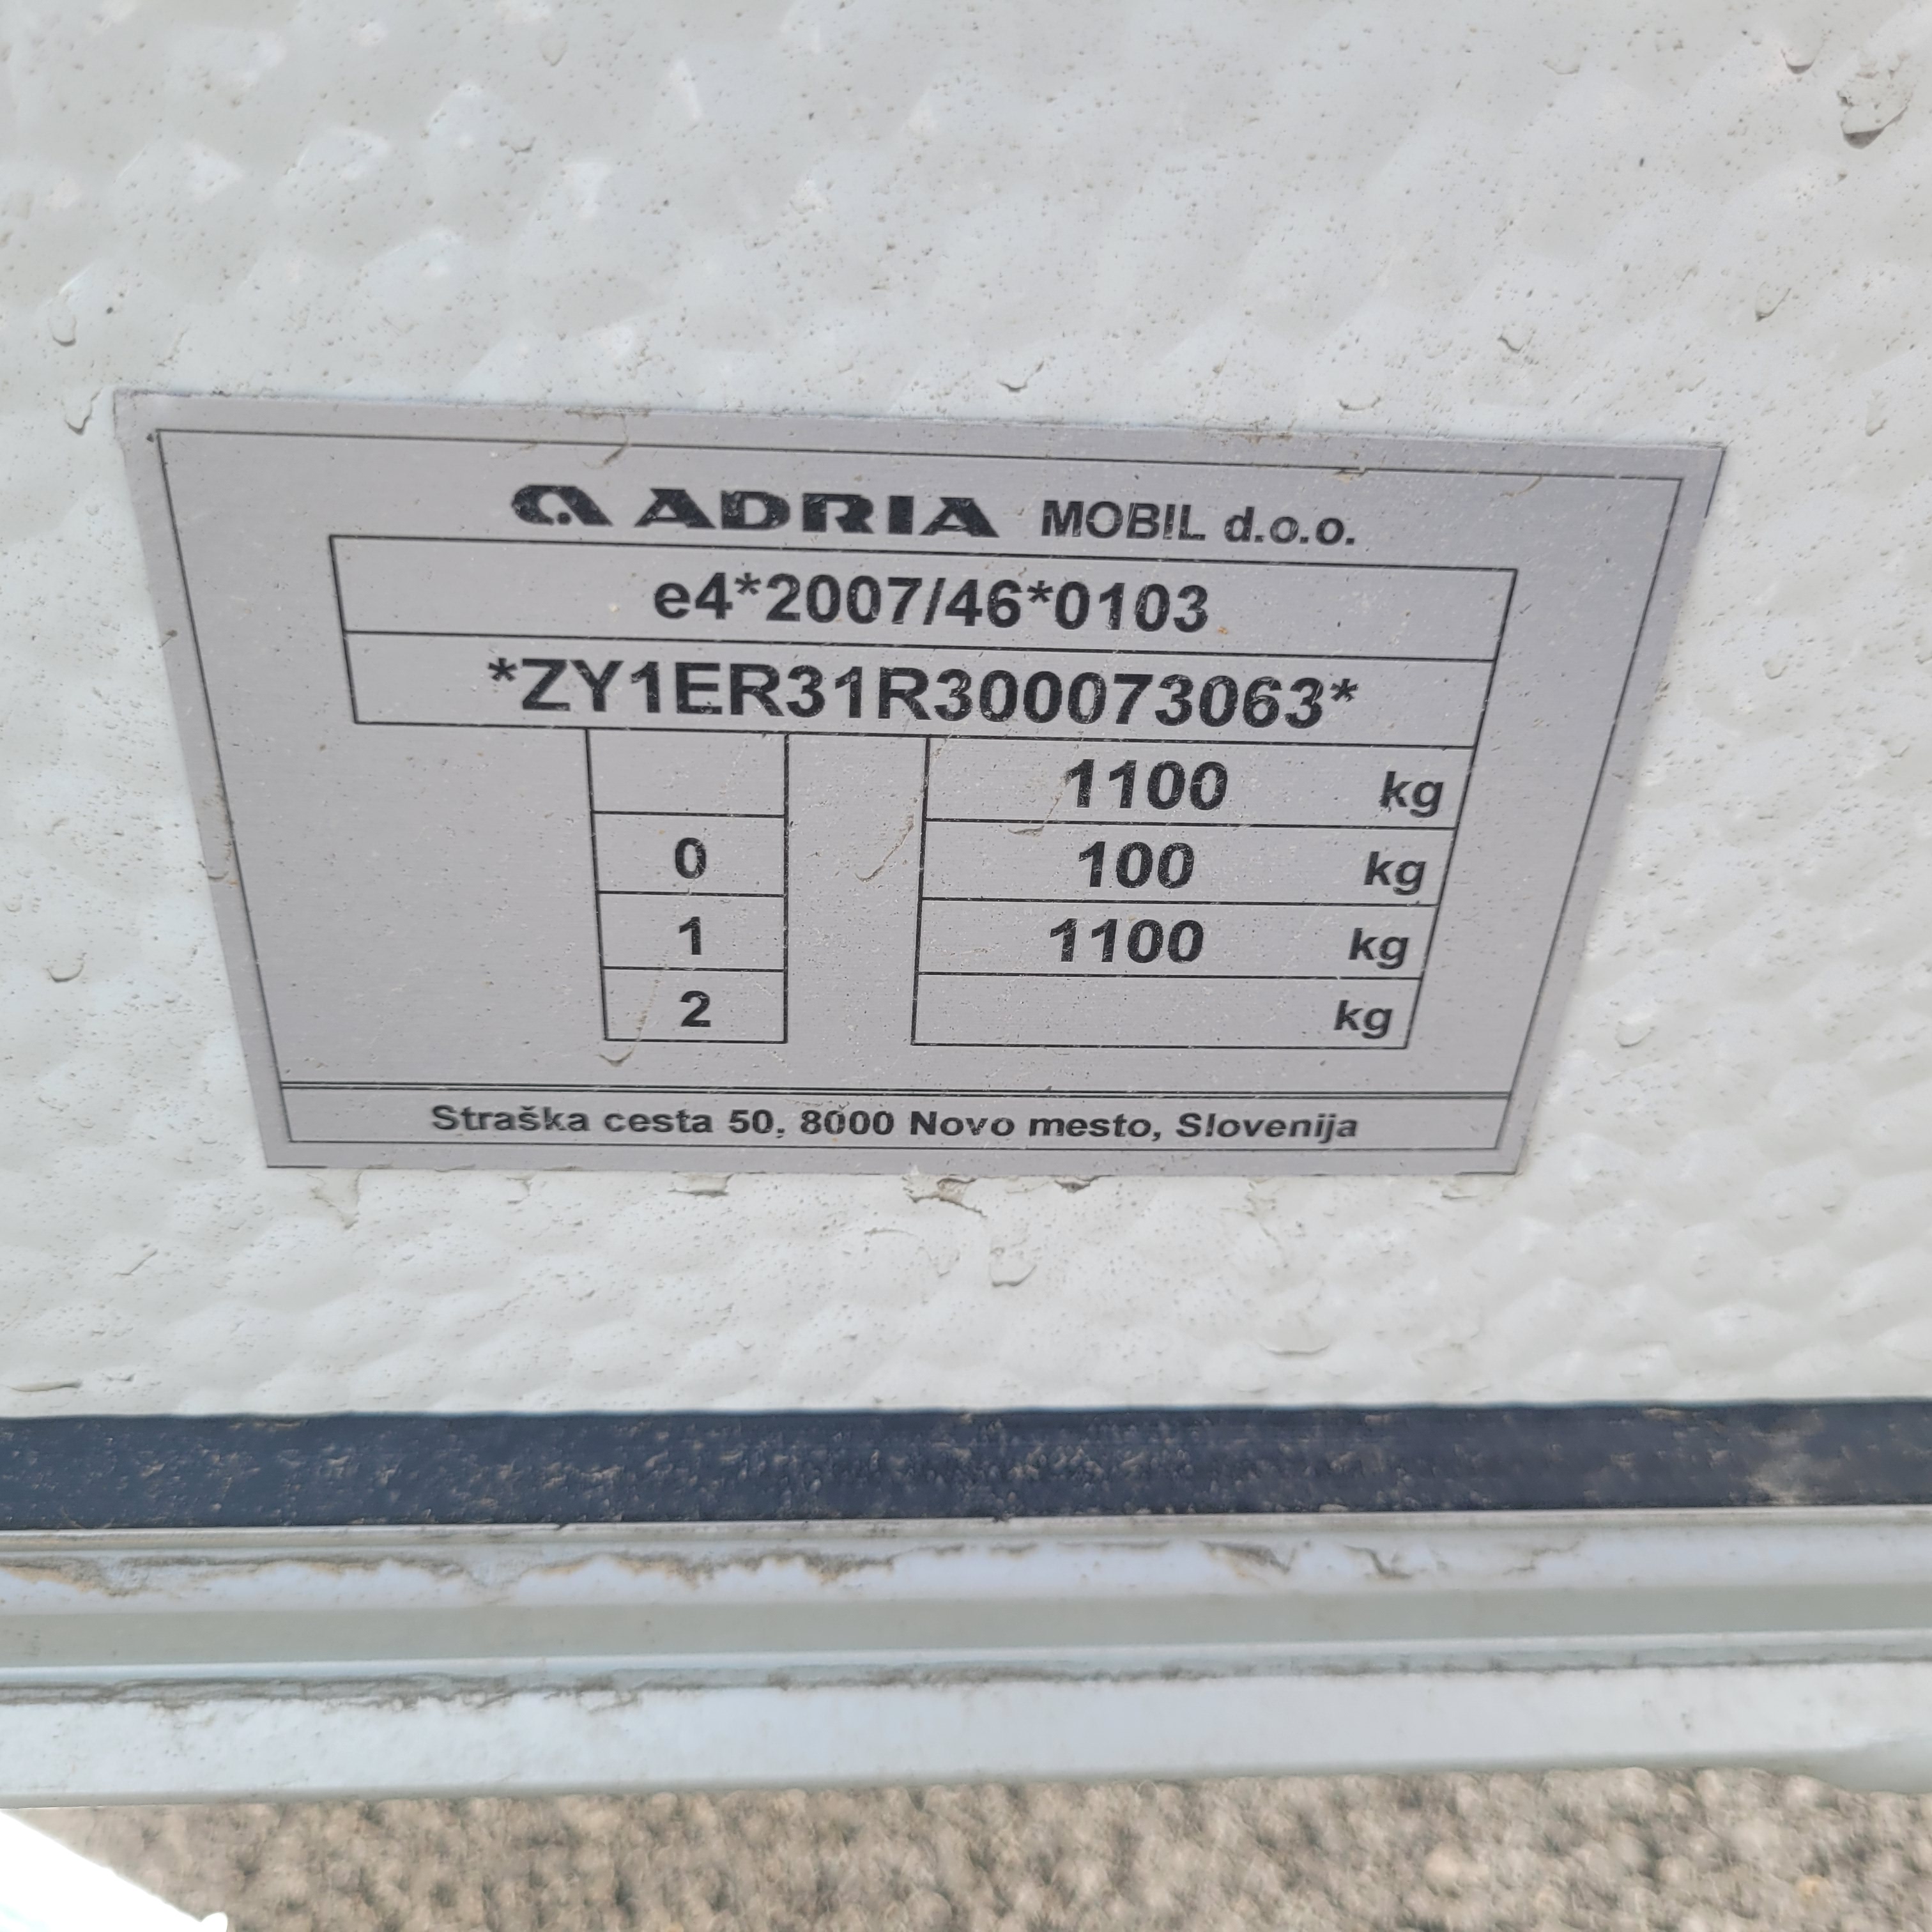 ADRIA MOBIL d.o.o.
e4*2007/46*0103
*ZY1ER31R300073063*
1100 kg
0 100 kg
1 1100 kg
2 kg
Straška cesta 50, 8000 Novo mesto, Slovenija